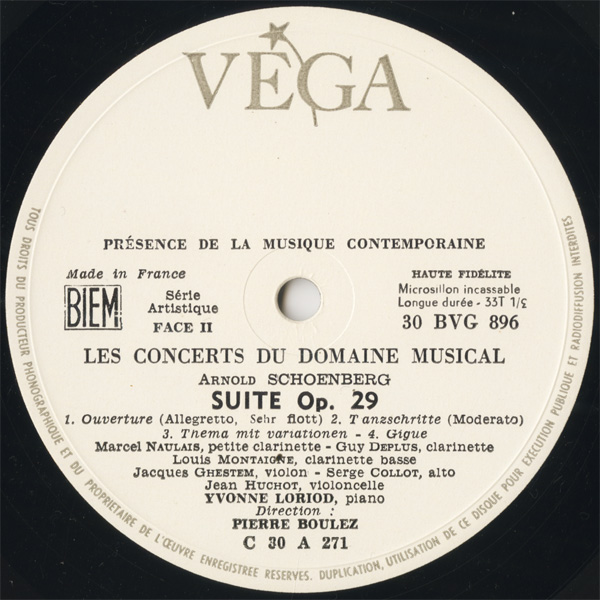 VÉGA
PRÉSENCE DE LA MUSIQUE CONTEMPORAINE
Made in France
BIEM
Série
Artistique
FACE II
HAUTE FIDÉLITE
Microsillon incassable
Longue durée - 33T 1/3
30 BVG 896
LES CONCERTS DU DOMAINE MUSICAL
ARNOLD SCHOENBERG
SUITE Op. 29
1. Ouverture (Allegretto, Sehr flott) 2. Tanzschritte (Moderato)
3. Thema mit variationen - 4. Gigue
Marcel NAULAIS, petite clarinette - Guy DEPLUS, clarinette
Louis MONTAIGNE, clarinette basse
Jacques GHESTEM, violon - Serge COLLOT, alto
Jean HUCHOT, violoncelle
YVONNE LORIOD, piano
Direction :
PIERRE BOULEZ
C 30 A 271
TOUS DROITS DU PRODUCTEUR PHONOGRAPHIQUE ET DU PROPRIETAIRE DE L'ŒUVRE ENREGISTREE RESERVES. DUPLICATION, UTILISATION DE CE DISQUE POUR EXECUTION PUBLIQUE ET RADIODIFFUSION INTERDITES